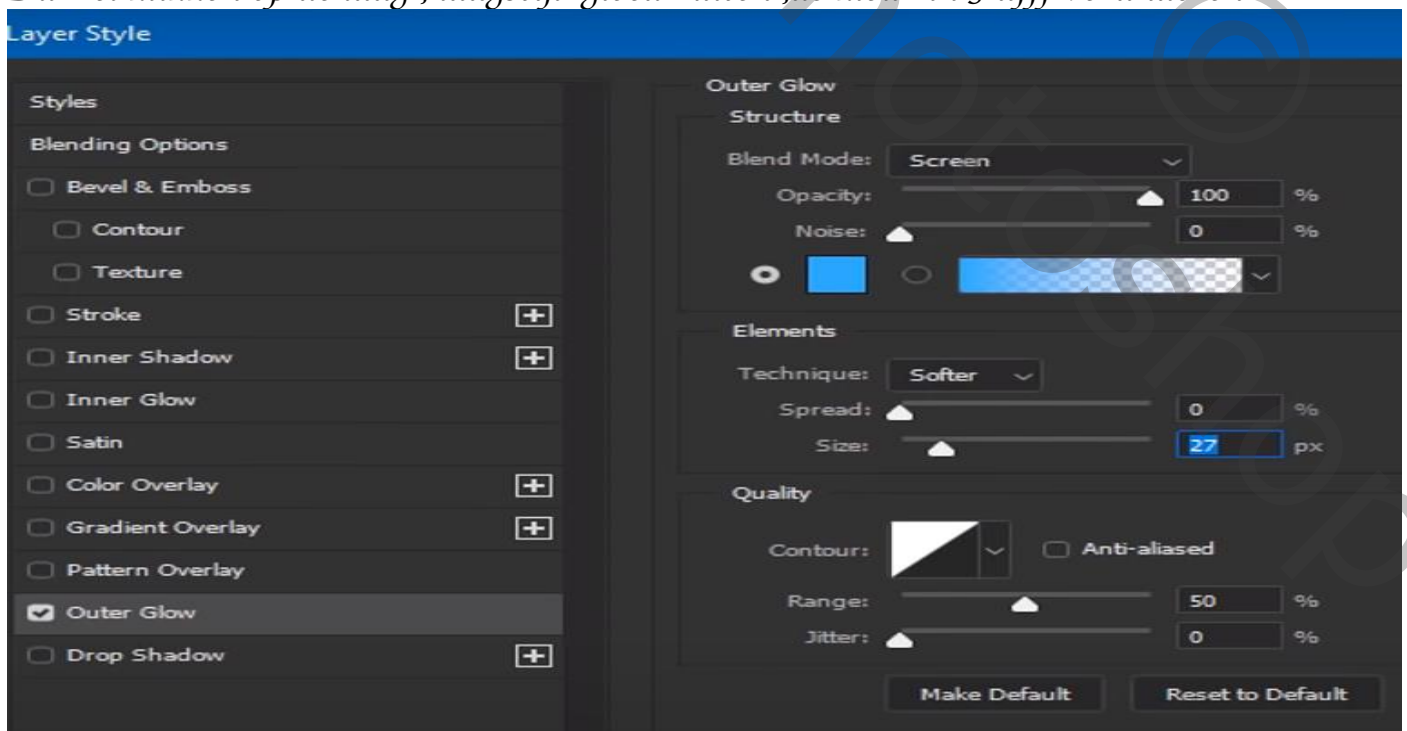 Layer Style
Styles
Blending Options
Bevel & Emboss
Contour
Texture
Stroke
Inner Shadow
Inner Glow
Satin
Color Overlay
Gradient Overlay
Pattern Overlay
Outer Glow
Drop Shadow
Outer Glow
Structure
Blend Mode: Screen
Opacity: 100 %
Noise: 0 %
Elements
Technique: Softer
Spread: 0 %
Size: 27 px
Quality
Contour: Anti-aliased
Range: 50 %
Jitter: 0 %
Make Default Reset to Default